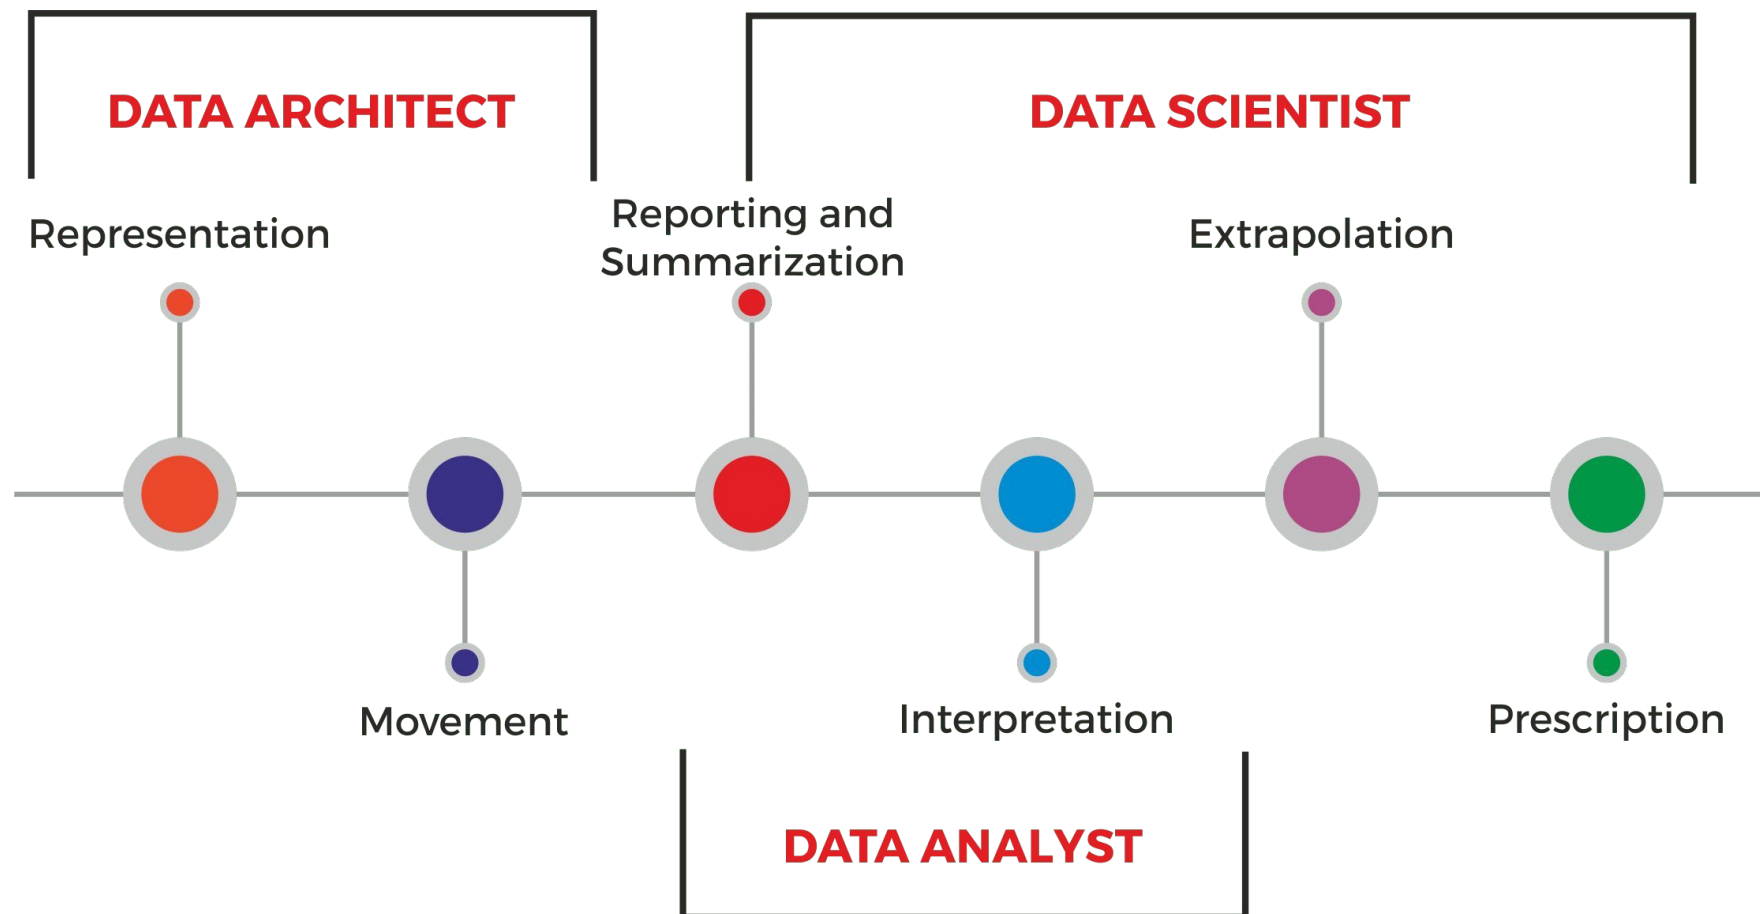 DATA ARCHITECT
DATA SCIENTIST
Representation
Reporting and
Summarization
Extrapolation
Movement
Interpretation
Prescription
DATA ANALYST